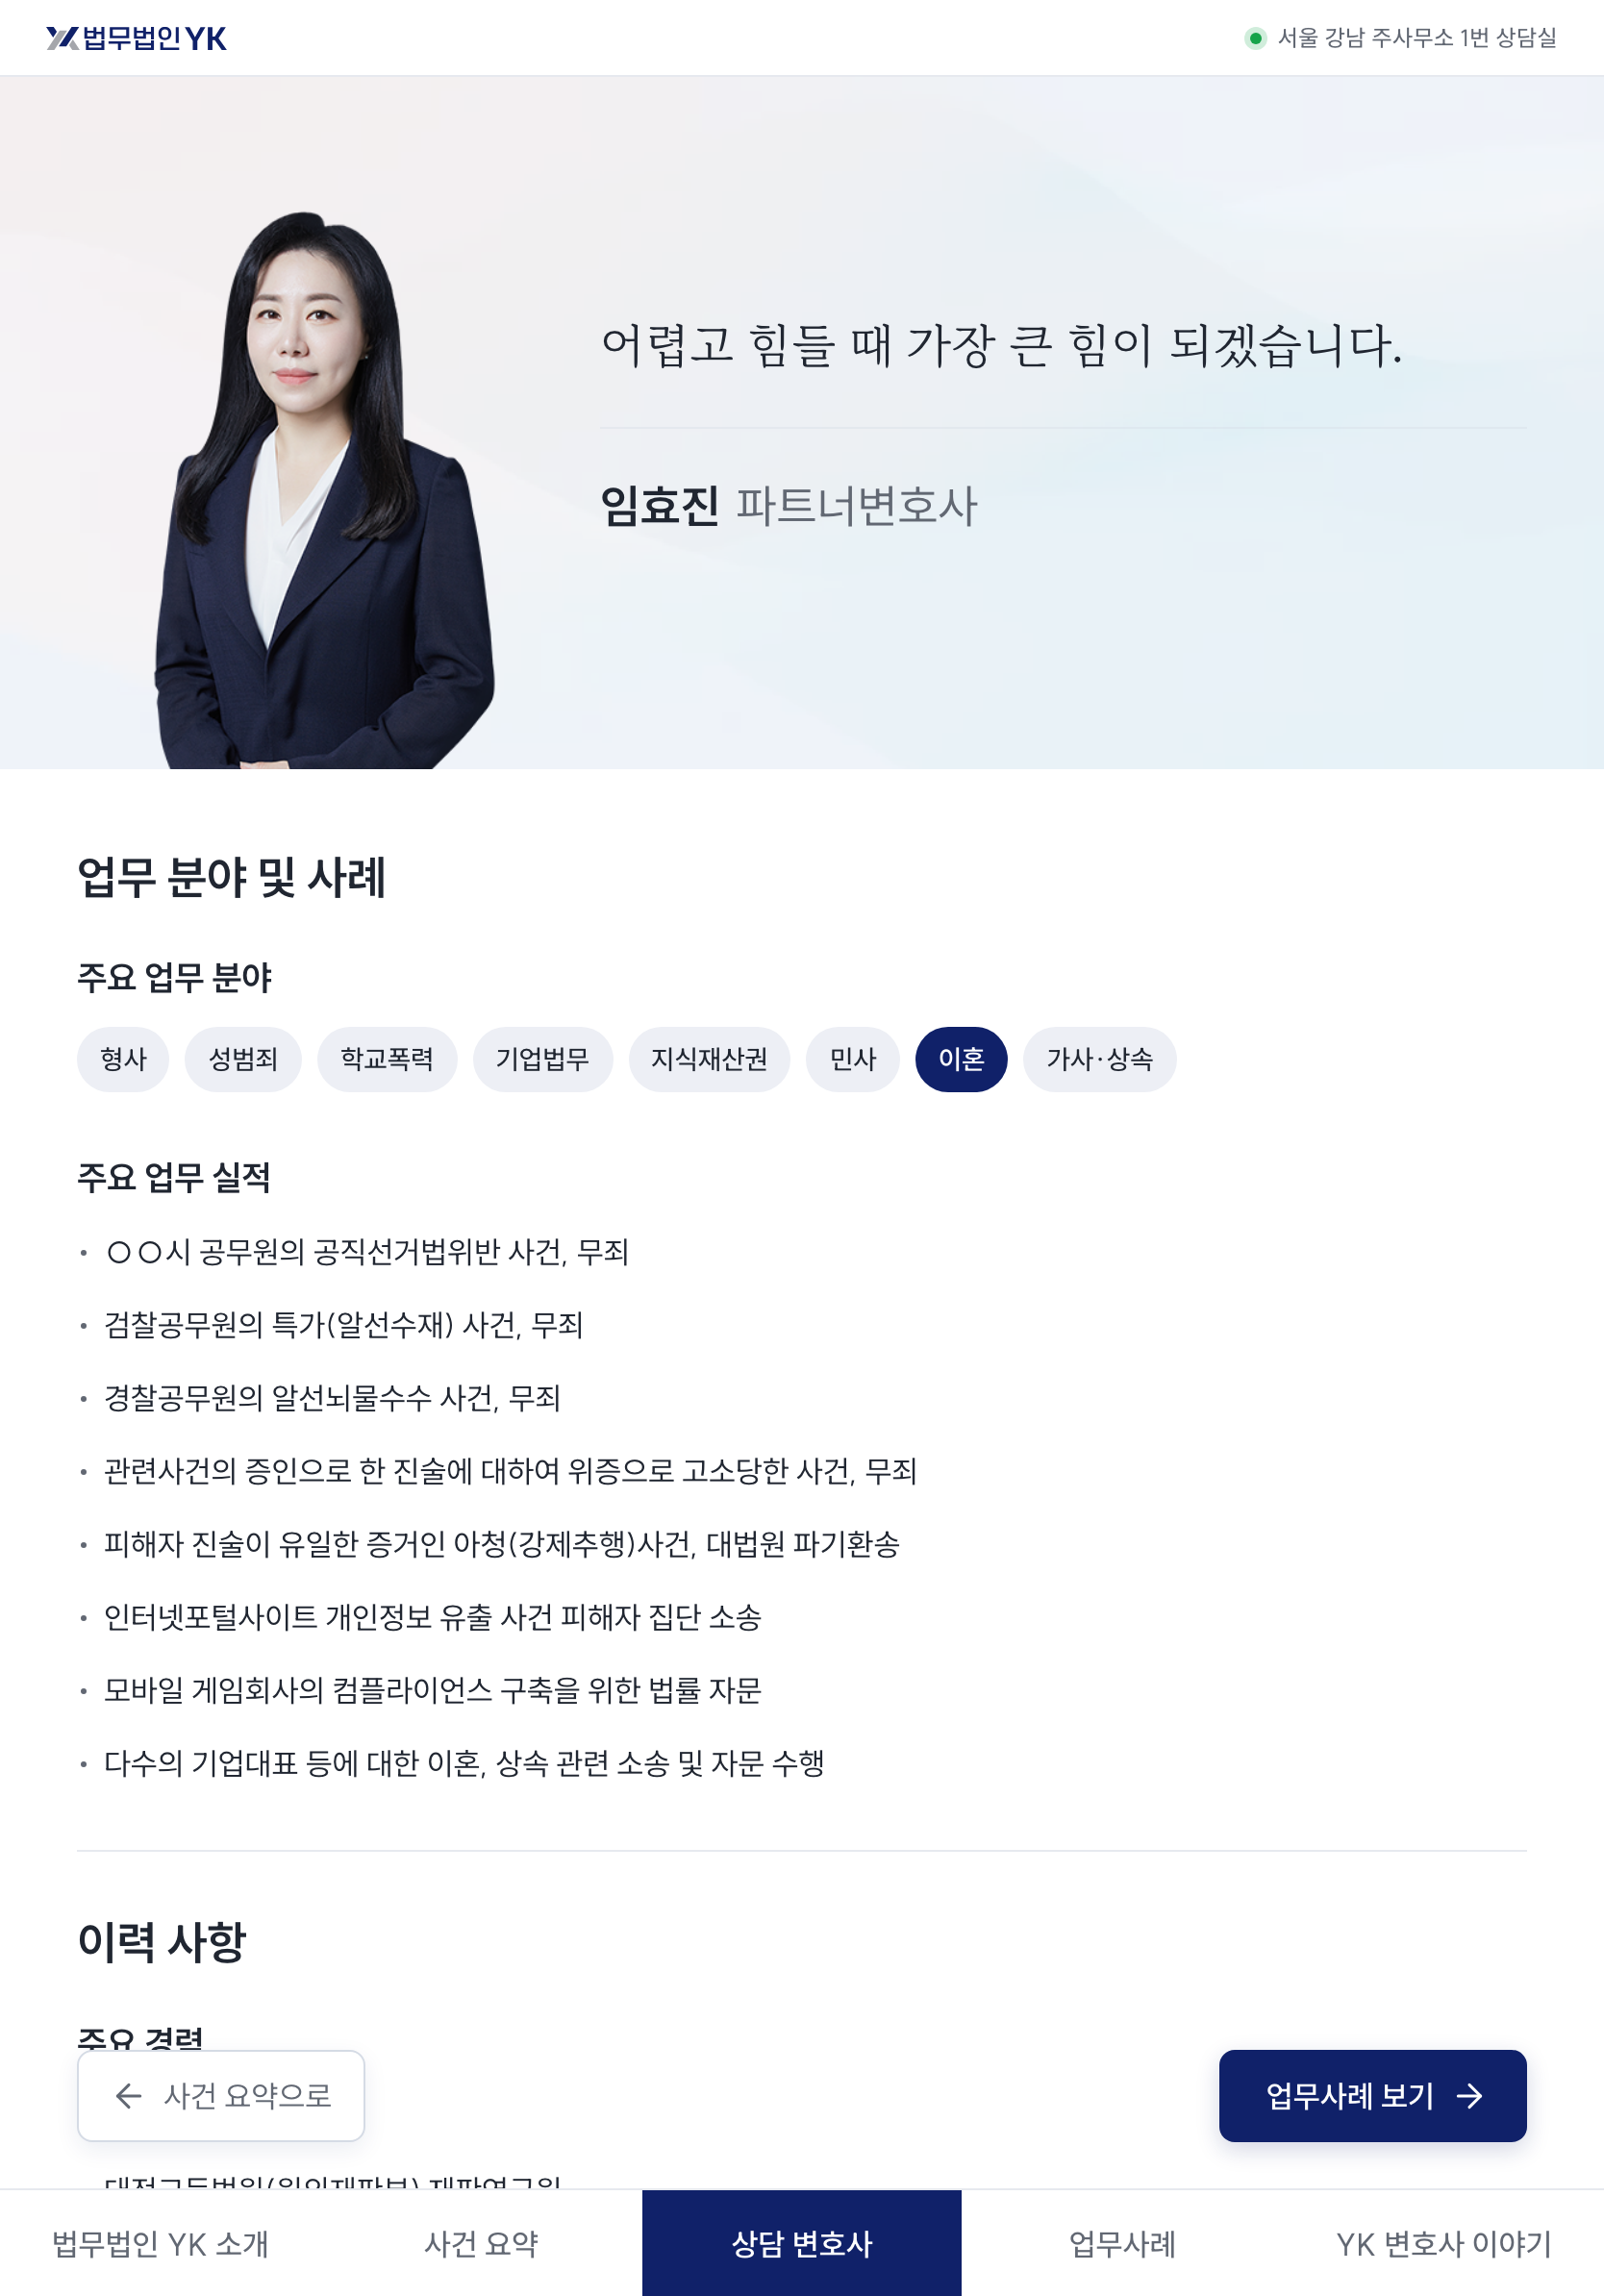 법무법인 YK
서울 강남 주사무소 1번 상담실
어렵고 힘들 때 가장 큰 힘이 되겠습니다.
임효진 파트너변호사
업무 분야 및 사례
주요 업무 분야
형사 성범죄 학교폭력 기업법무 지식재산권 민사 이혼 가사·상속
주요 업무 실적
• ○○시 공무원의 공직선거법위반 사건, 무죄
• 검찰공무원의 특가(알선수재) 사건, 무죄
• 경찰공무원의 알선뇌물수수 사건, 무죄
• 관련사건의 증인으로 한 진술에 대하여 위증으로 고소당한 사건, 무죄
• 피해자 진술이 유일한 증거인 아청(강제추행)사건, 대법원 파기환송
• 인터넷포털사이트 개인정보 유출 사건 피해자 집단 소송
• 모바일 게임회사의 컴플라이언스 구축을 위한 법률 자문
• 다수의 기업대표 등에 대한 이혼, 상속 관련 소송 및 자문 수행
이력 사항
주요 경력
← 사건 요약으로
업무사례 보기 →
법무법인 YK 소개 사건 요약 상담 변호사 업무사례 YK 변호사 이야기